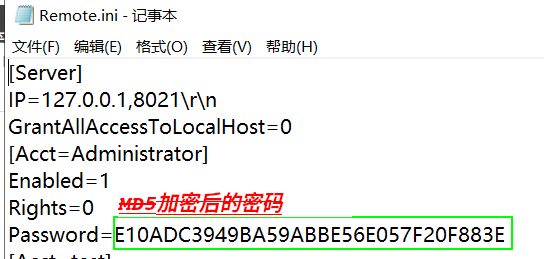 Remote.ini - 记事本
文件(F) 编辑(E) 格式(O) 查看(V) 帮助(H)
[Server]
IP=127.0.0.1,8021\r\n
GrantAllAccessToLocalHost=0
[Acct=Administrator]
Enabled=1
Rights=0 MD5加密后的密码
Password=E10ADC3949BA59ABBE56E057F20F883E
[Acct=test]